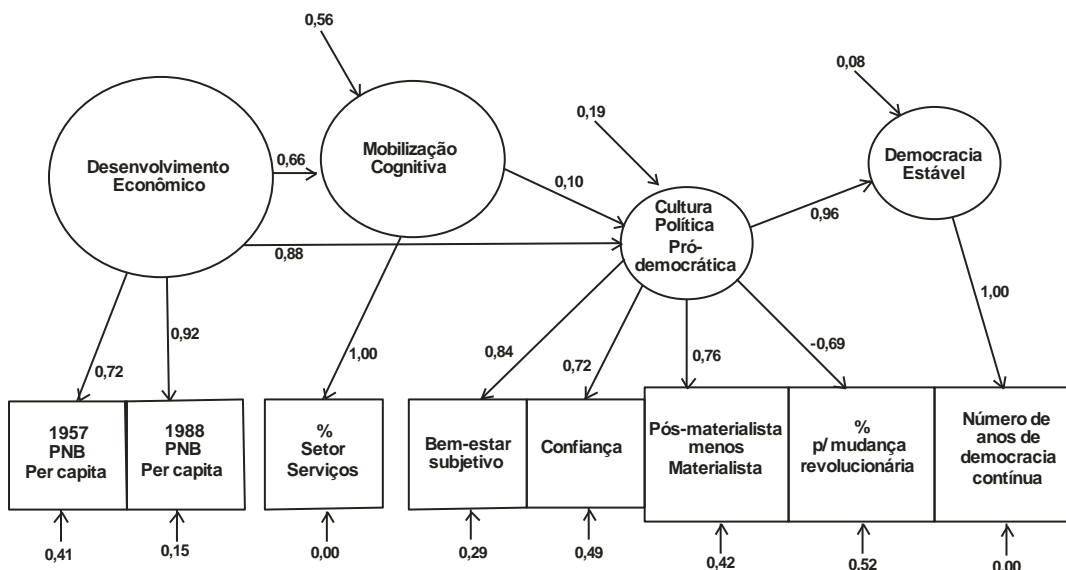 0,56
0,08
0,19
Desenvolvimento
Econômico
0,66
Mobilização
Cognitiva
0,10
Democracia
Estável
0,96
Cultura
Política
Pró-
democrática
0,88
0,72
0,92
1,00
0,84
0,72
0,76
-0,69
1,00
1957
PNB
Per capita
1988
PNB
Per capita
%
Setor
Serviços
Bem-estar
subjetivo
Confiança
Pós-materialista
menos
Materialista
%
p/ mudança
revolucionária
Número de
anos de
democracia
contínua
0,41
0,15
0,00
0,29
0,49
0,42
0,52
0,00